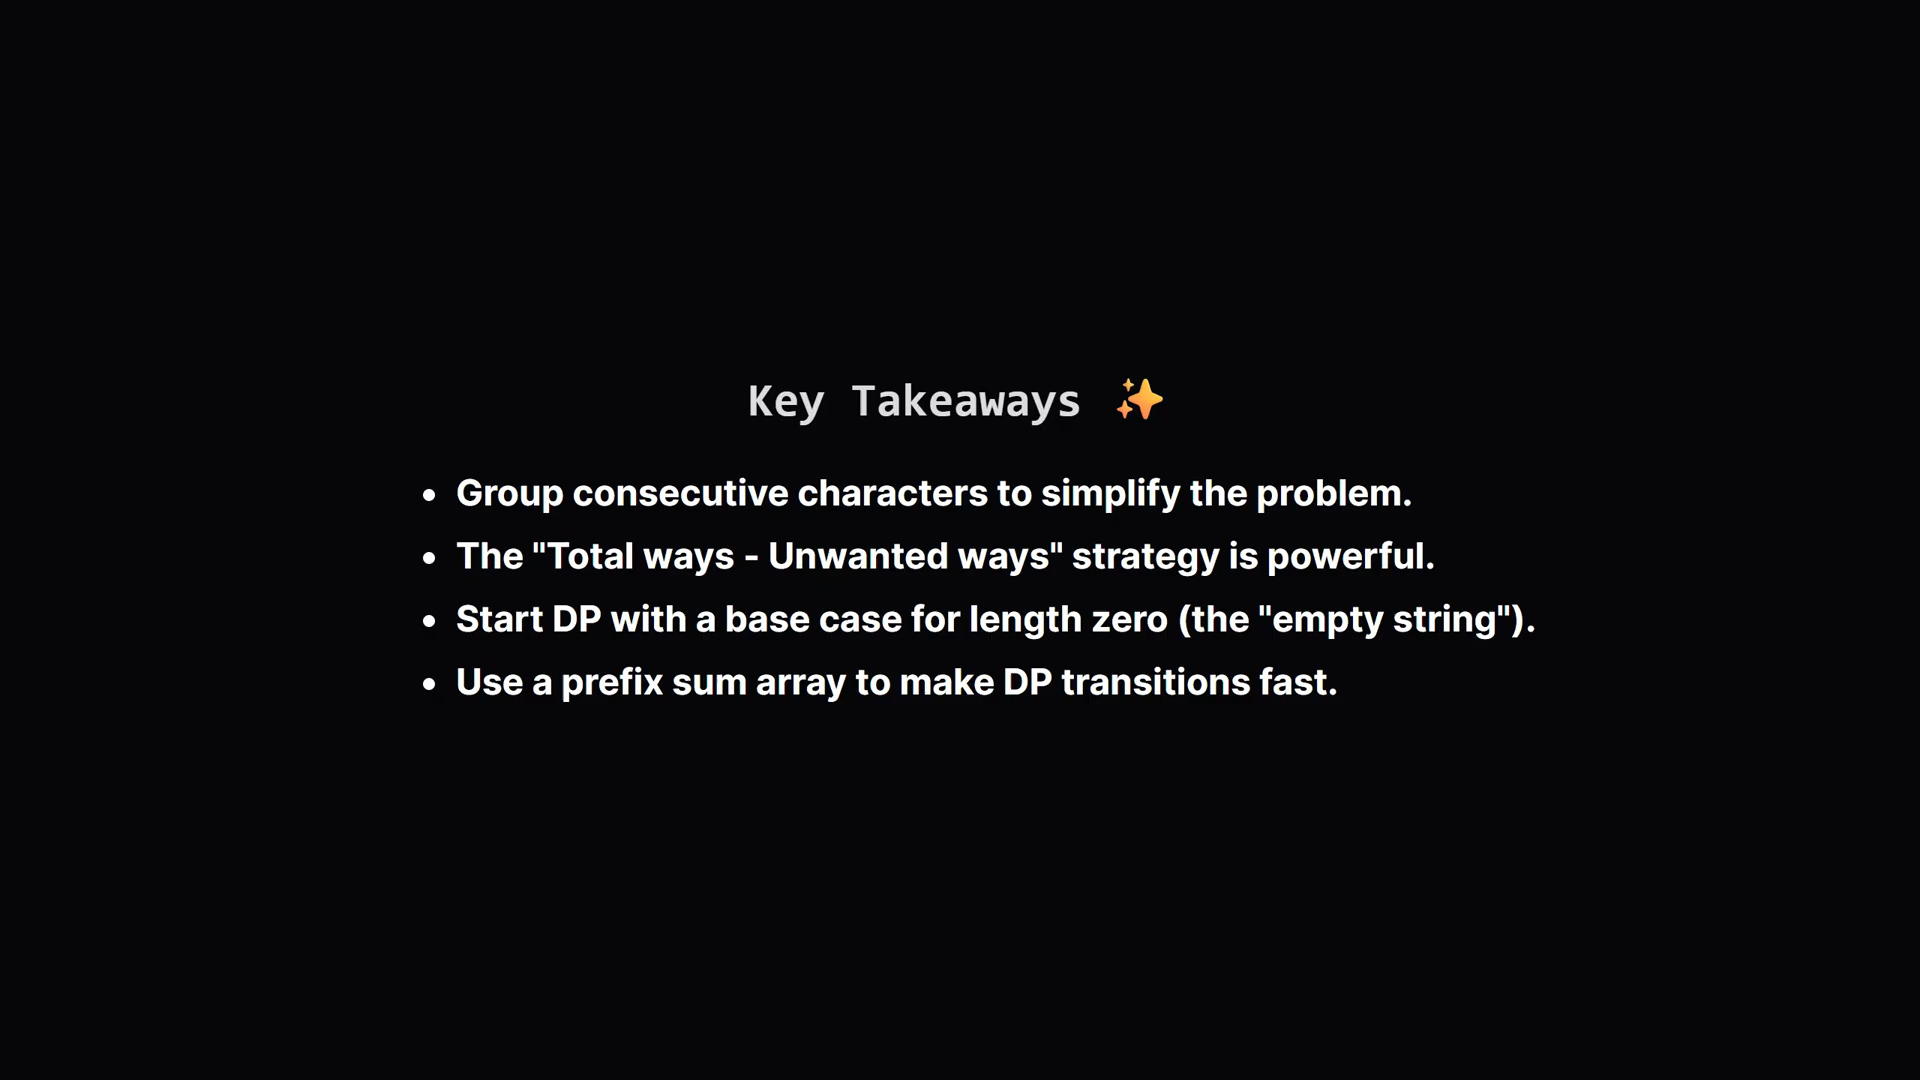 Key Takeaways ✨
• Group consecutive characters to simplify the problem.
• The "Total ways - Unwanted ways" strategy is powerful.
• Start DP with a base case for length zero (the "empty string").
• Use a prefix sum array to make DP transitions fast.